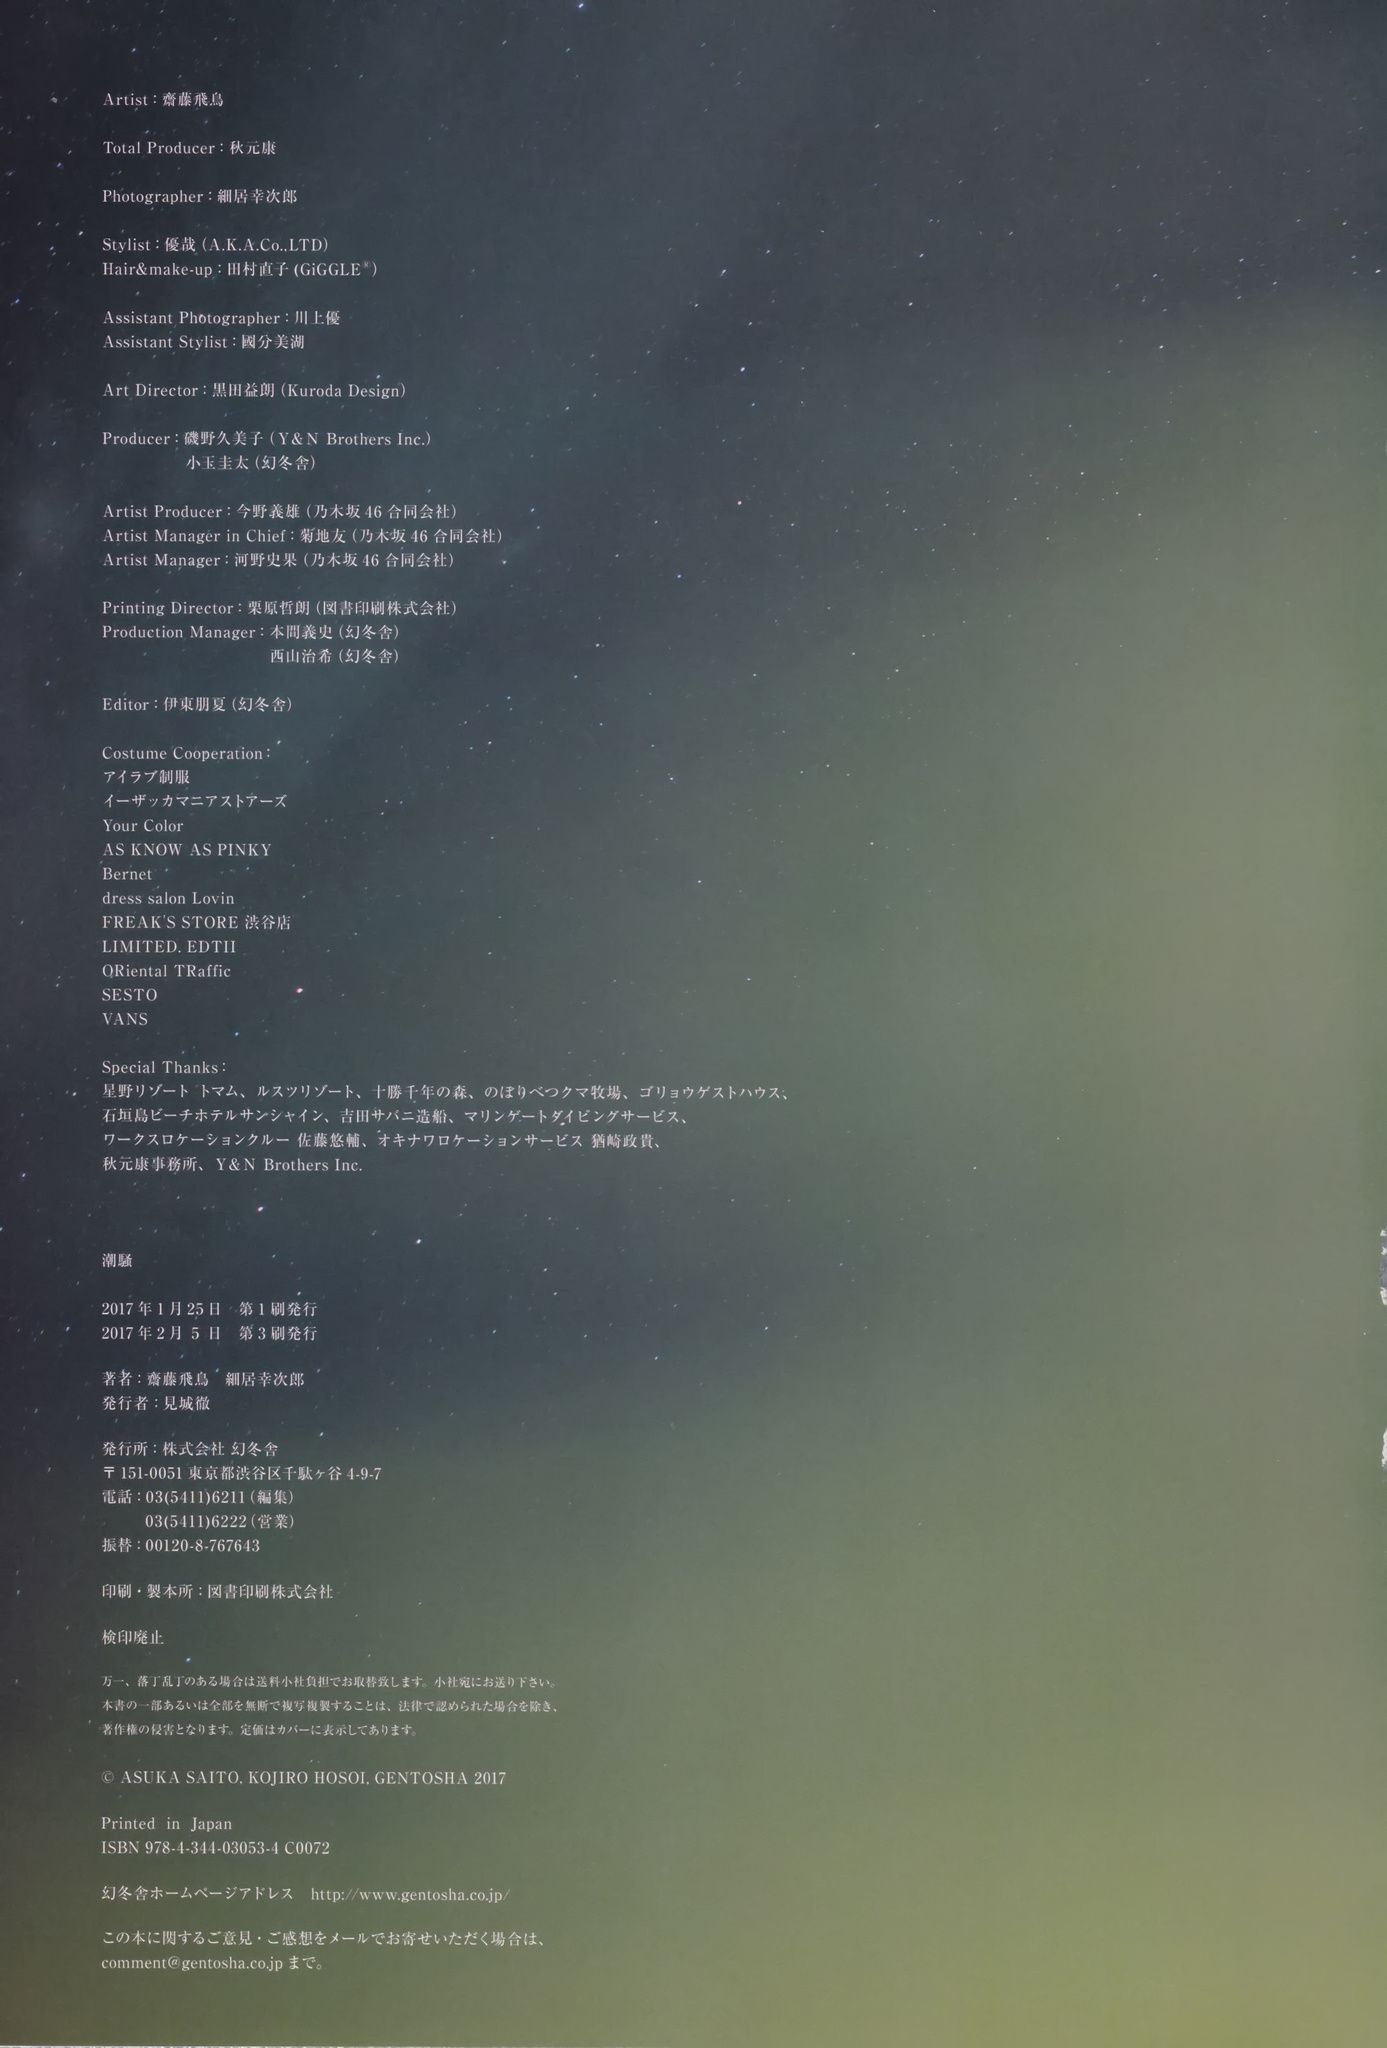 Artist：齋藤飛鳥
Total Producer：秋元康
Photographer：細居幸次郎
Stylist：優哉（A.K.A.Co.,LTD）
Hair&make-up：田村直子（GiGGLE®）
Assistant Photographer：川上優
Assistant Stylist：國分美湖
Art Director：黒田益朗（Kuroda Design）
Producer：磯野久美子（Y&N Brothers Inc.）
小玉圭太（幻冬舎）
Artist Producer：今野義雄（乃木坂46合同会社）
Artist Manager in Chief：菊地友（乃木坂46合同会社）
Artist Manager：河野史果（乃木坂46合同会社）
Printing Director：栗原哲朗（図書印刷株式会社）
Production Manager：本間義史（幻冬舎）
西山治希（幻冬舎）
Editor：伊東朋夏（幻冬舎）
Costume Cooperation：
アイラブ制服
イーザッカマニアストアーズ
Your Color
AS KNOW AS PINKY
Bernet
dress salon Lovin
FREAK'S STORE 渋谷店
LIMITED. EDTII
ORiental TRaffic
SESTO
VANS
Special Thanks：
星野リゾート トマム、ルスツリゾート、十勝千年の森、のぼりべつクマ牧場、ゴリョウゲストハウス、
石垣島ビーチホテルサンシャイン、吉田サバニ造船、マリンゲートダイビングサービス、
ワークスロケーションクルー 佐藤悠輔、オキナワロケーションサービス 猶崎政貴、
秋元康事務所、Y&N Brothers Inc.
潮騒
2017年1月25日　第1刷発行
2017年2月 5日　第3刷発行
著者：齋藤飛鳥　細居幸次郎
発行者：見城徹
発行所：株式会社 幻冬舎
〒151-0051 東京都渋谷区千駄ヶ谷4-9-7
電話：03(5411)6211（編集）
03(5411)6222（営業）
振替：00120-8-767643
印刷・製本所：図書印刷株式会社
検印廃止
万一、落丁乱丁のある場合は送料小社負担でお取替致します。小社宛にお送り下さい。
本書の一部あるいは全部を無断で複写複製することは、法律で認められた場合を除き、
著作権の侵害となります。定価はカバーに表示してあります。
© ASUKA SAITO, KOJIRO HOSOI, GENTOSHA 2017
Printed in Japan
ISBN 978-4-344-03053-4 C0072
幻冬舎ホームページアドレス　http://www.gentosha.co.jp/
この本に関するご意見・ご感想をメールでお寄せいただく場合は、
comment@gentosha.co.jp まで。